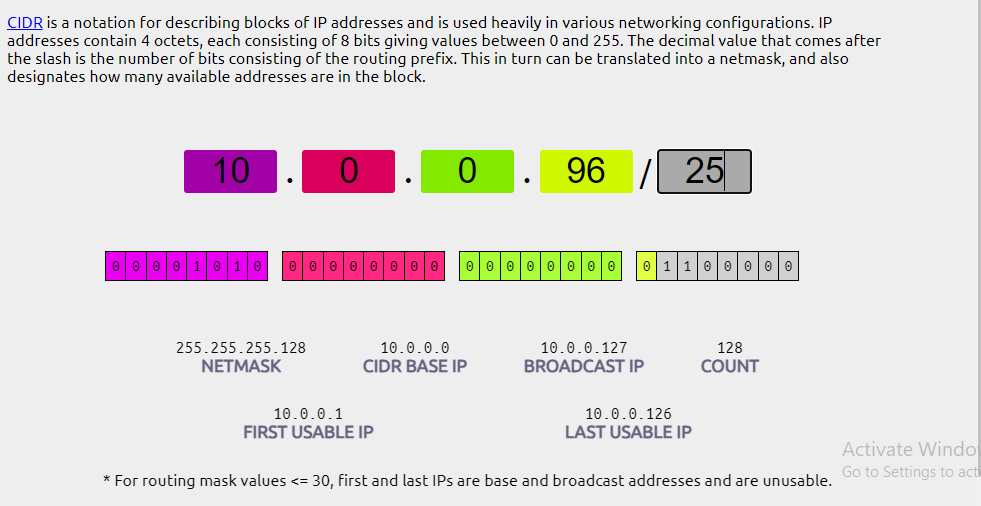 CIDR is a notation for describing blocks of IP addresses and is used heavily in various networking configurations. IP
addresses contain 4 octets, each consisting of 8 bits giving values between 0 and 255. The decimal value that comes after
the slash is the number of bits consisting of the routing prefix. This in turn can be translated into a netmask, and also
designates how many available addresses are in the block.
10 . 0 . 0 . 96 / 25
0 0 0 0 1 0 1 0 0 0 0 0 0 0 0 0 0 0 0 0 0 0 0 0 0 1 1 0 0 0 0 0
255.255.255.128 10.0.0.0 10.0.0.127 128
NETMASK CIDR BASE IP BROADCAST IP COUNT
10.0.0.1 10.0.0.126
FIRST USABLE IP LAST USABLE IP
Activate Windo
Go to Settings to act
* For routing mask values <= 30, first and last IPs are base and broadcast addresses and are unusable.